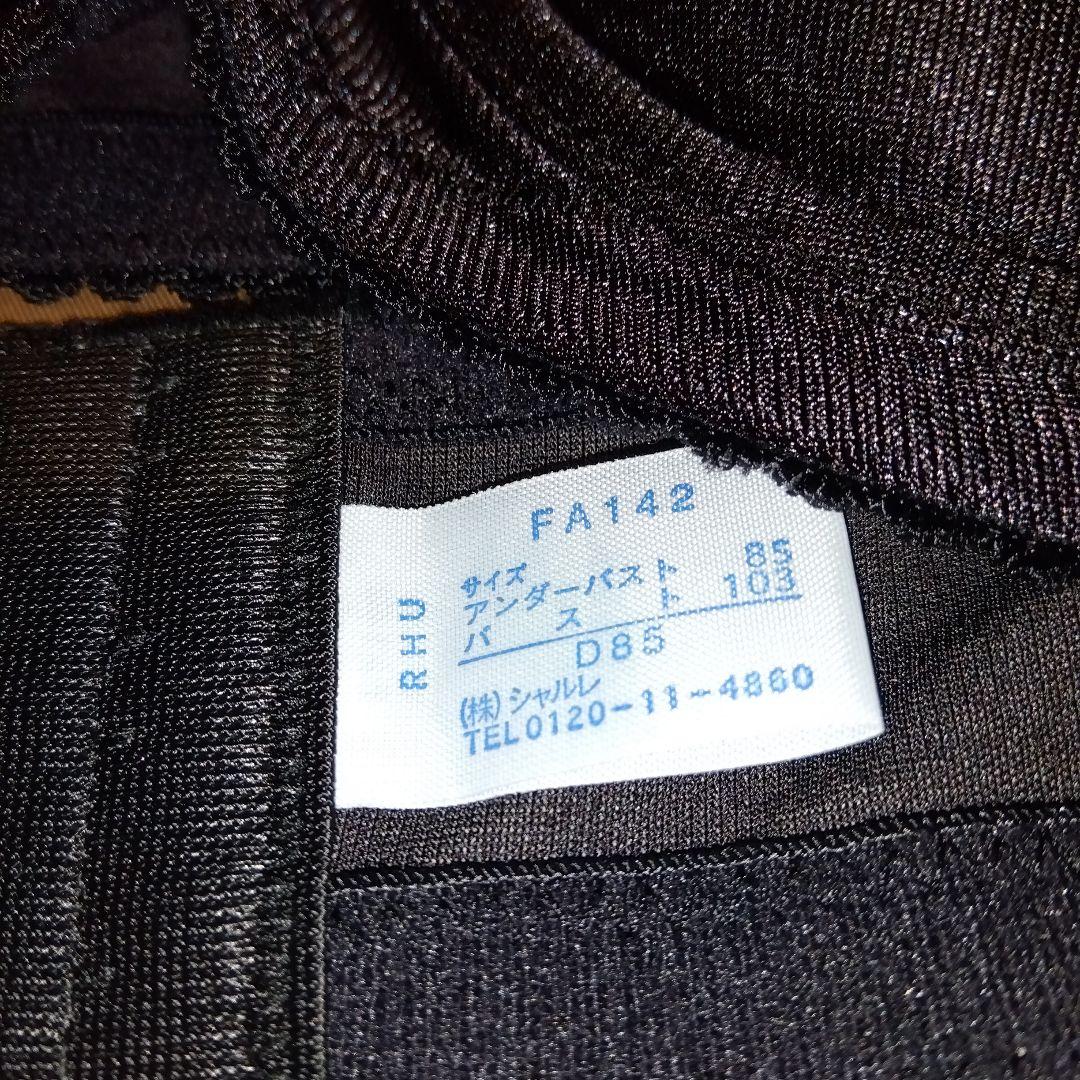 FA142
サイズ
アンダーバスト 85
バスト 103
D85
(株)シャルレ
TEL0120-11-4860
RHU